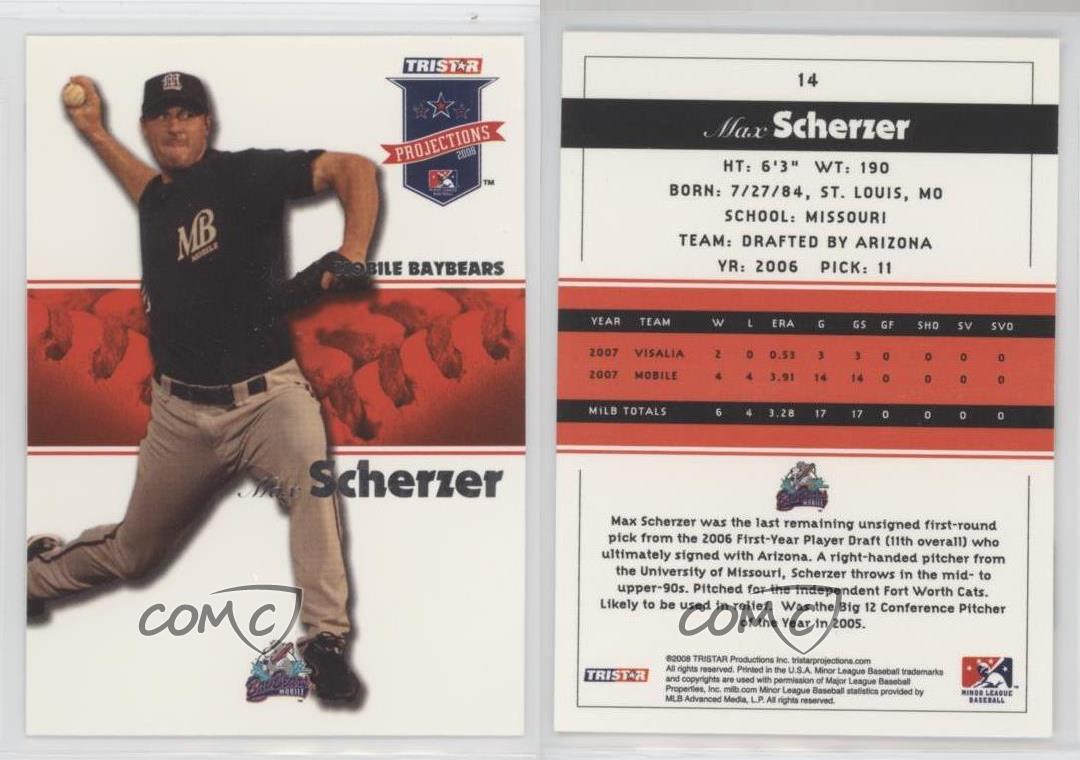 TRISTAR
PROJECTIONS
2008
TM
M
MB
MOBILE
MOBILE BAYBEARS
Max Scherzer
COMC
BayBears
MOBILE
14
Max Scherzer
HT: 6'3" WT: 190
BORN: 7/27/84, ST. LOUIS, MO
SCHOOL: MISSOURI
TEAM: DRAFTED BY ARIZONA
YR: 2006 PICK: 11
YEAR TEAM W L ERA G GS GF SHO SV SVO
2007 VISALIA 2 0 0.53 3 3 0 0 0 0
2007 MOBILE 4 4 3.91 14 14 0 0 0 0
MiLB TOTALS 6 4 3.28 17 17 0 0 0 0
BayBears
MOBILE
Max Scherzer was the last remaining unsigned first-round
pick from the 2006 First-Year Player Draft (11th overall) who
ultimately signed with Arizona. A right-handed pitcher from
the University of Missouri, Scherzer throws in the mid- to
upper-90s. Pitched for the independent Fort Worth Cats.
Likely to be used in relief. Was the Big 12 Conference Pitcher
of the Year in 2005.
COMC
TRISTAR
©2008 TRISTAR Productions Inc. tristarprojections.com
All rights reserved. Printed in the U.S.A. Minor League Baseball trademarks
and copyrights are used with permission of Major League Baseball
Properties, Inc. milb.com Minor League Baseball statistics provided by
MLB Advanced Media, L.P. All rights reserved.
MINOR LEAGUE
BASEBALL